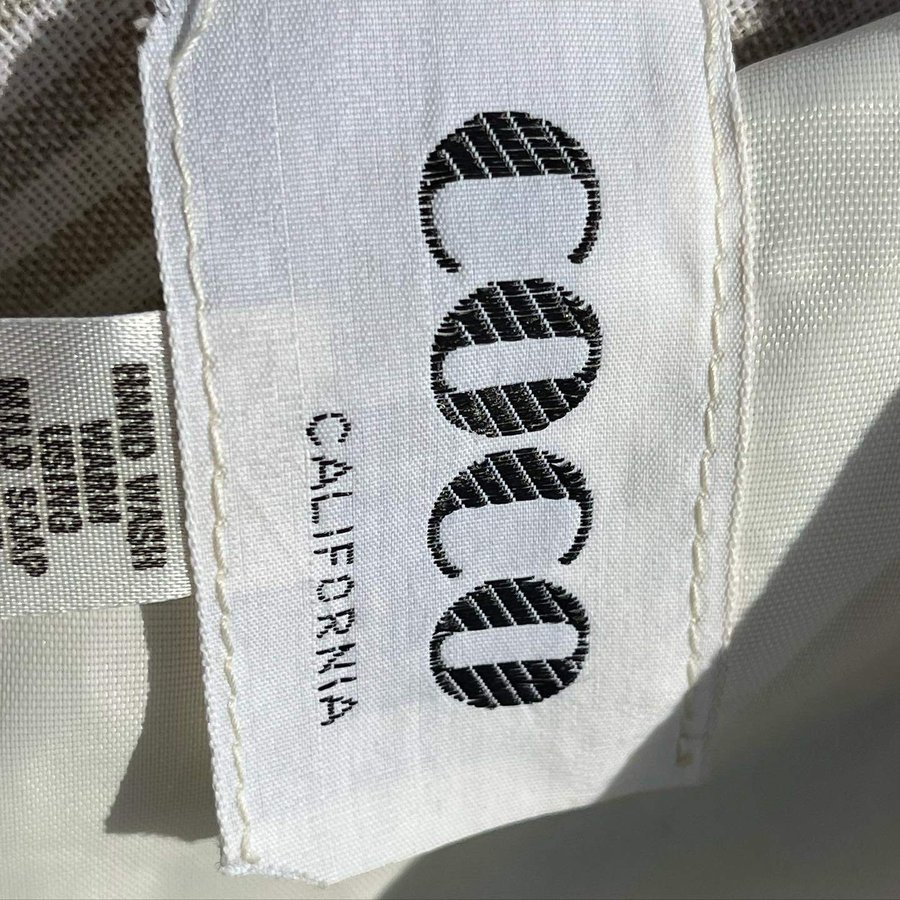 COCO
CALIFORNIA
HAND WASH
WARM
USING
MILD SOAP